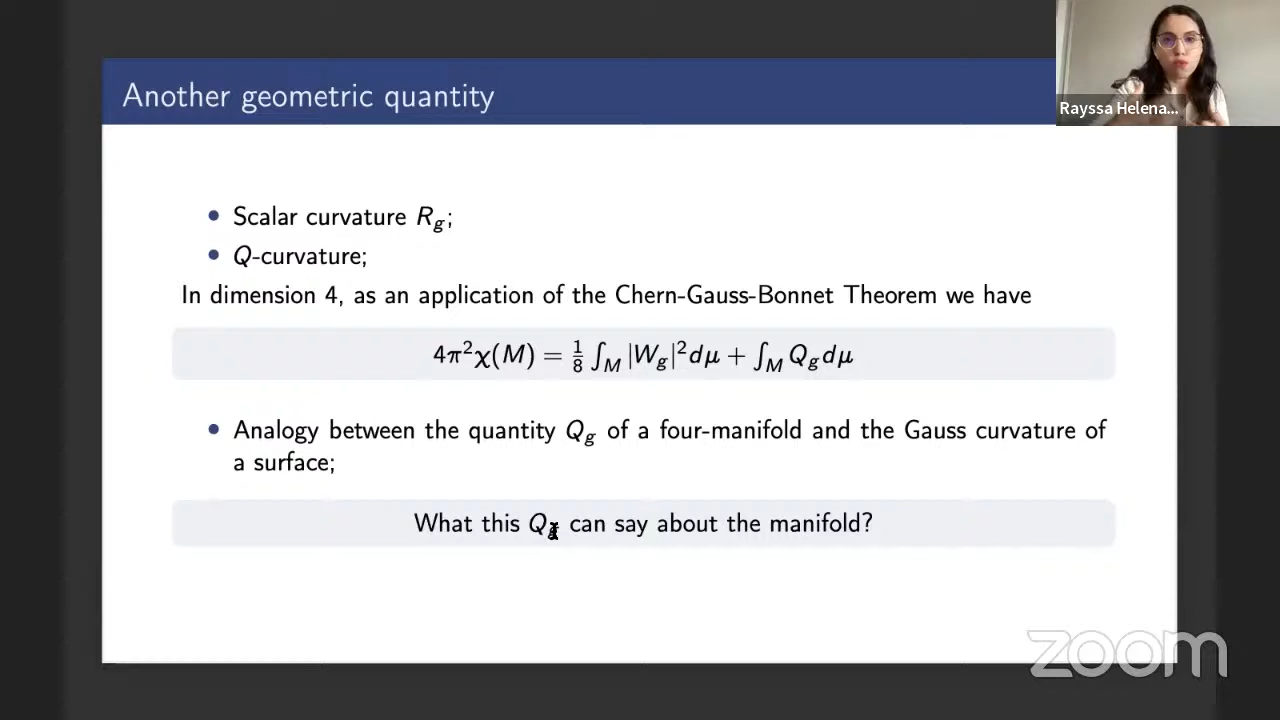 Another geometric quantity
Rayssa Helena...
• Scalar curvature R_g;
• Q-curvature;
In dimension 4, as an application of the Chern-Gauss-Bonnet Theorem we have
4π²χ(M) = 1/8 ∫_M |W_g|² dμ + ∫_M Q_g dμ
• Analogy between the quantity Q_g of a four-manifold and the Gauss curvature of
a surface;
What this Q_g can say about the manifold?
zoom